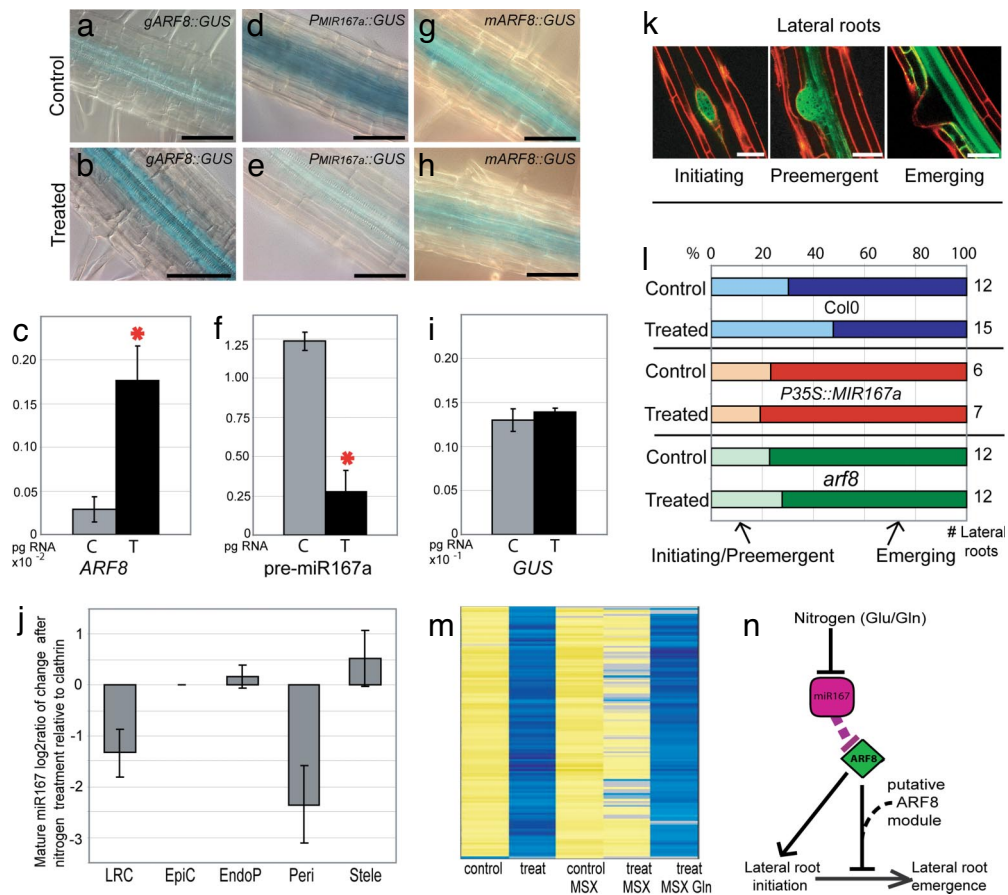 a gARF8::GUS
d PMIR167a::GUS
g mARF8::GUS
Control
b gARF8::GUS
e PMIR167a::GUS
h mARF8::GUS
Treated
k
Lateral roots
Initiating Preemergent Emerging
c
0.20
0.15
0.10
0.05
0
pg RNA x10⁻²
C T
ARF8
f
1.25
1.00
0.75
0.50
0.25
0
pg RNA
C T
pre-miR167a
i
0.20
0.15
0.10
0.05
0
pg RNA x10⁻¹
C T
GUS
l
% 0 20 40 60 80 100
Control 12
Col0
Treated 15
Control 6
P35S::MIR167a
Treated 7
Control 12
arf8
Treated 12
Initiating/Preemergent Emerging
# Lateral roots
j
Mature miR167 log2ratio of change after
nitrogen treatment relative to clathrin
1
0
-1
-2
-3
LRC EpiC EndoP Peri Stele
m
control treat control MSX treat MSX treat MSX Gln
n
Nitrogen (Glu/Gln)
miR167
ARF8
putative
ARF8
module
Lateral root initiation
Lateral root emergence